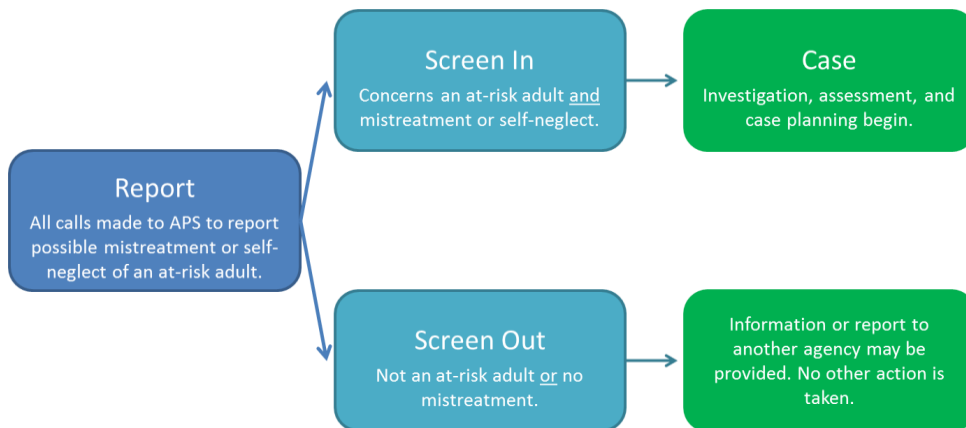 Screen In
Concerns an at-risk adult and
mistreatment or self-neglect.
Case
Investigation, assessment, and
case planning begin.
Report
All calls made to APS to report
possible mistreatment or self-
neglect of an at-risk adult.
Screen Out
Not an at-risk adult or no
mistreatment.
Information or report to
another agency may be
provided. No other action is
taken.